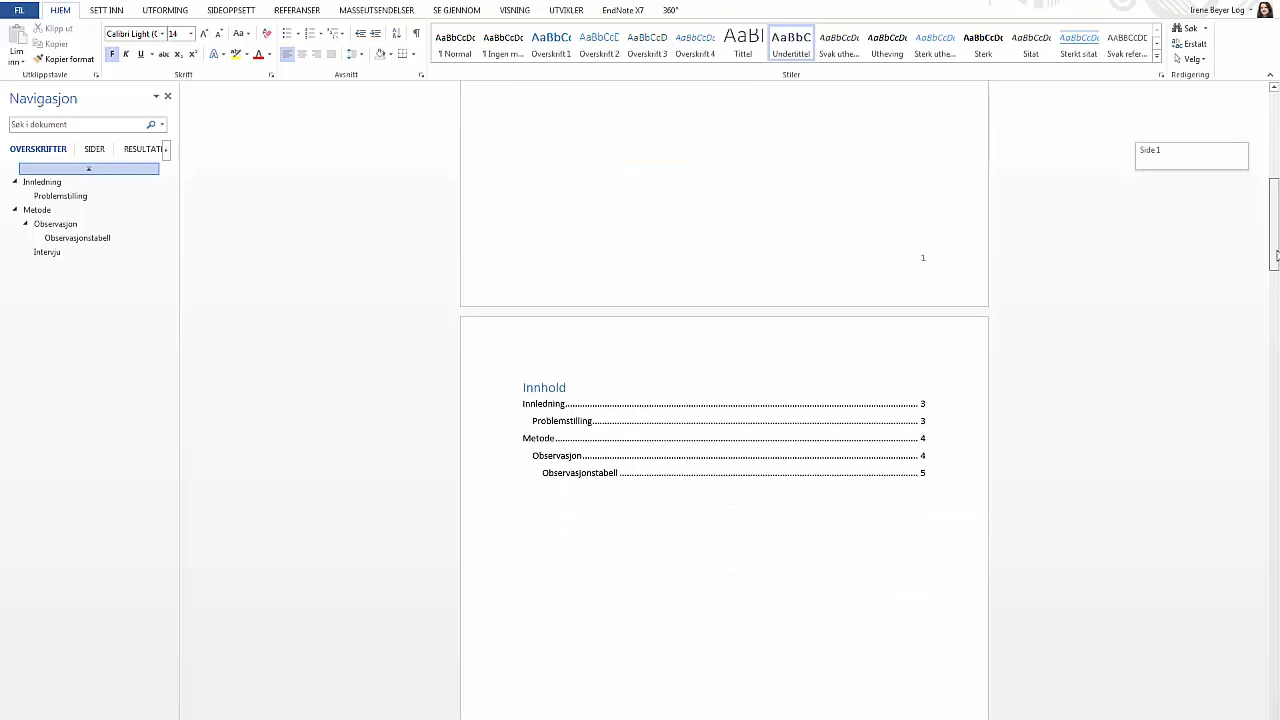 FIL HJEM SETT INN UTFORMING SIDEOPPSETT REFERANSER MASSEUTSENDELSER SE GJENNOM VISNING UTVIKLER EndNote X7 360° Irene Beyer Log
Lim inn
Klipp ut
Kopier
Kopier format
Utklippstave
Calibri Light (C 14
Aa
F K U abc X₂ X²
Skrift
Avsnitt
AaBbCcDc AaBbCcDc AaBbCc AaBbCcC AaBbCcD AaBbCcDc AaBl AaBbC AaBbCcDc AaBbCcDc AaBbCcDc AaBbCcDc AaBbCcDc AaBbCcDc AaBbCcDc
¶ Normal ¶ Ingen m... Overskrift 1 Overskrift 2 Overskrift 3 Overskrift 4 Tittel Undertittel Svak uthe... Utheving Sterk uthe... Sterk Sitat Sterkt sitat Svak refer...
Stiler
Søk
Erstatt
Velg
Redigering
Navigasjon
Søk i dokument
OVERSKRIFTER SIDER RESULTAT
Innledning
Problemstilling
Metode
Observasjon
Observasjonstabell
Intervju
Side 1
1
Innhold
Innledning 3
Problemstilling 3
Metode 4
Observasjon 4
Observasjonstabell 5